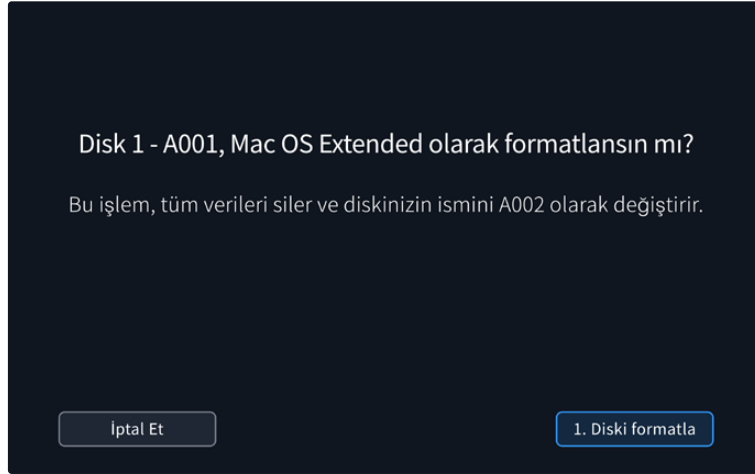 Disk 1 - A001, Mac OS Extended olarak formatlansın mı?
Bu işlem, tüm verileri siler ve diskinizin ismini A002 olarak değiştirir.
İptal Et
1. Diski formatla